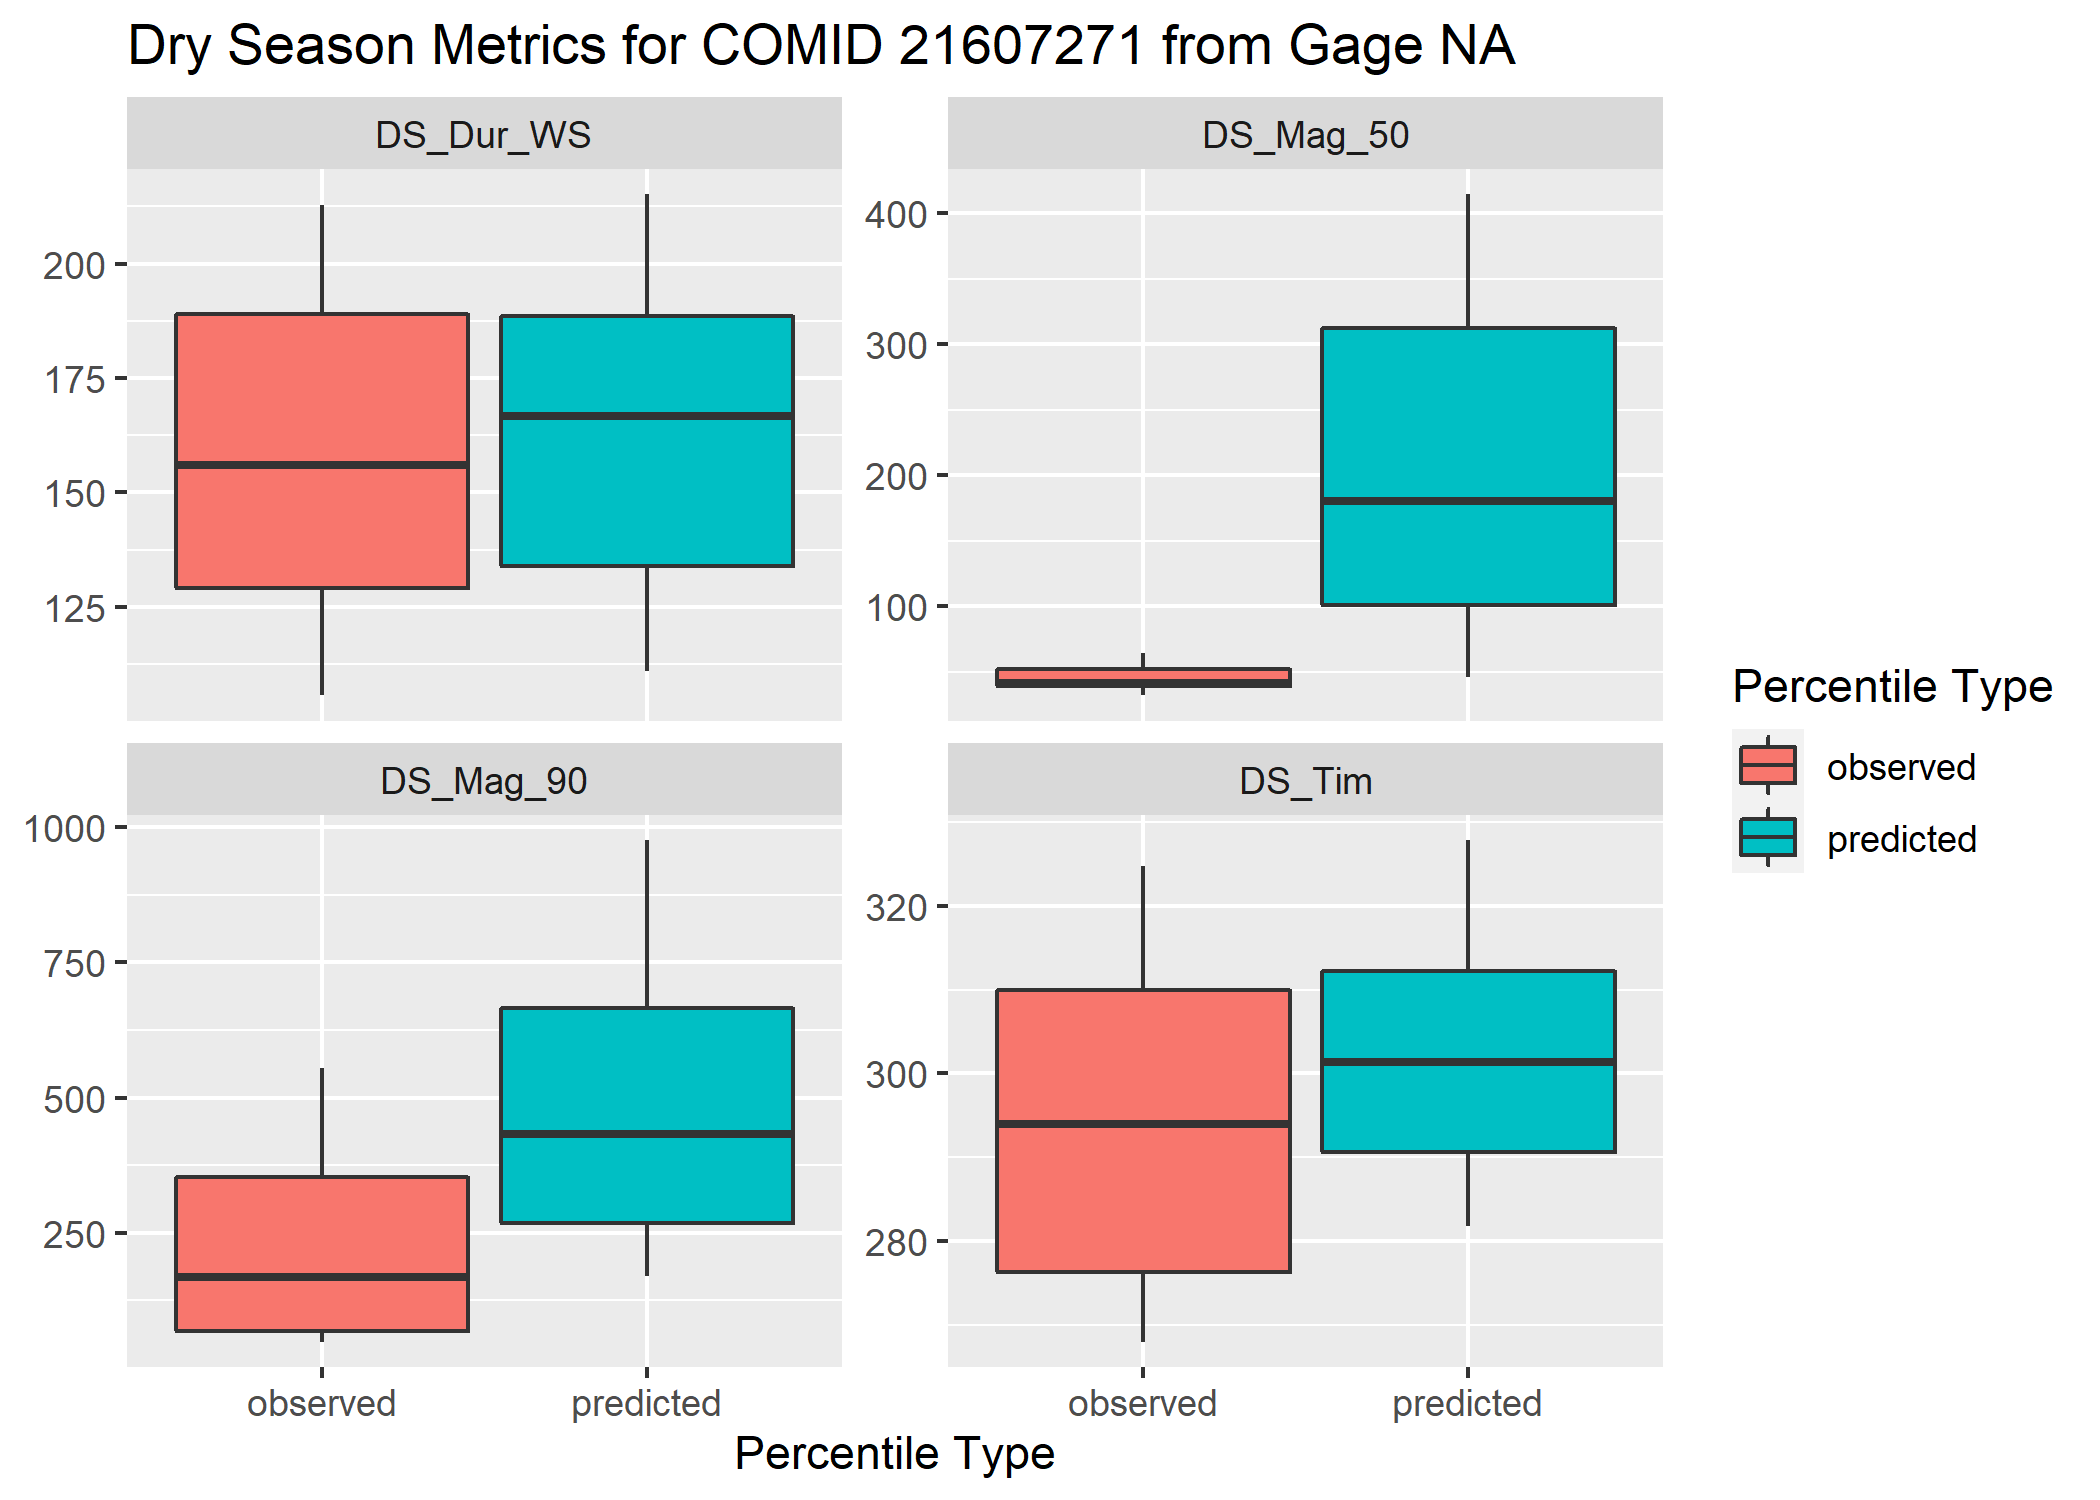 Dry Season Metrics for COMID 21607271 from Gage NA
DS_Dur_WS
DS_Mag_50
200
175
150
125
400
300
200
100
DS_Mag_90
DS_Tim
1000
750
500
250
320
300
280
observed
predicted
observed
predicted
Percentile Type
Percentile Type
observed
predicted